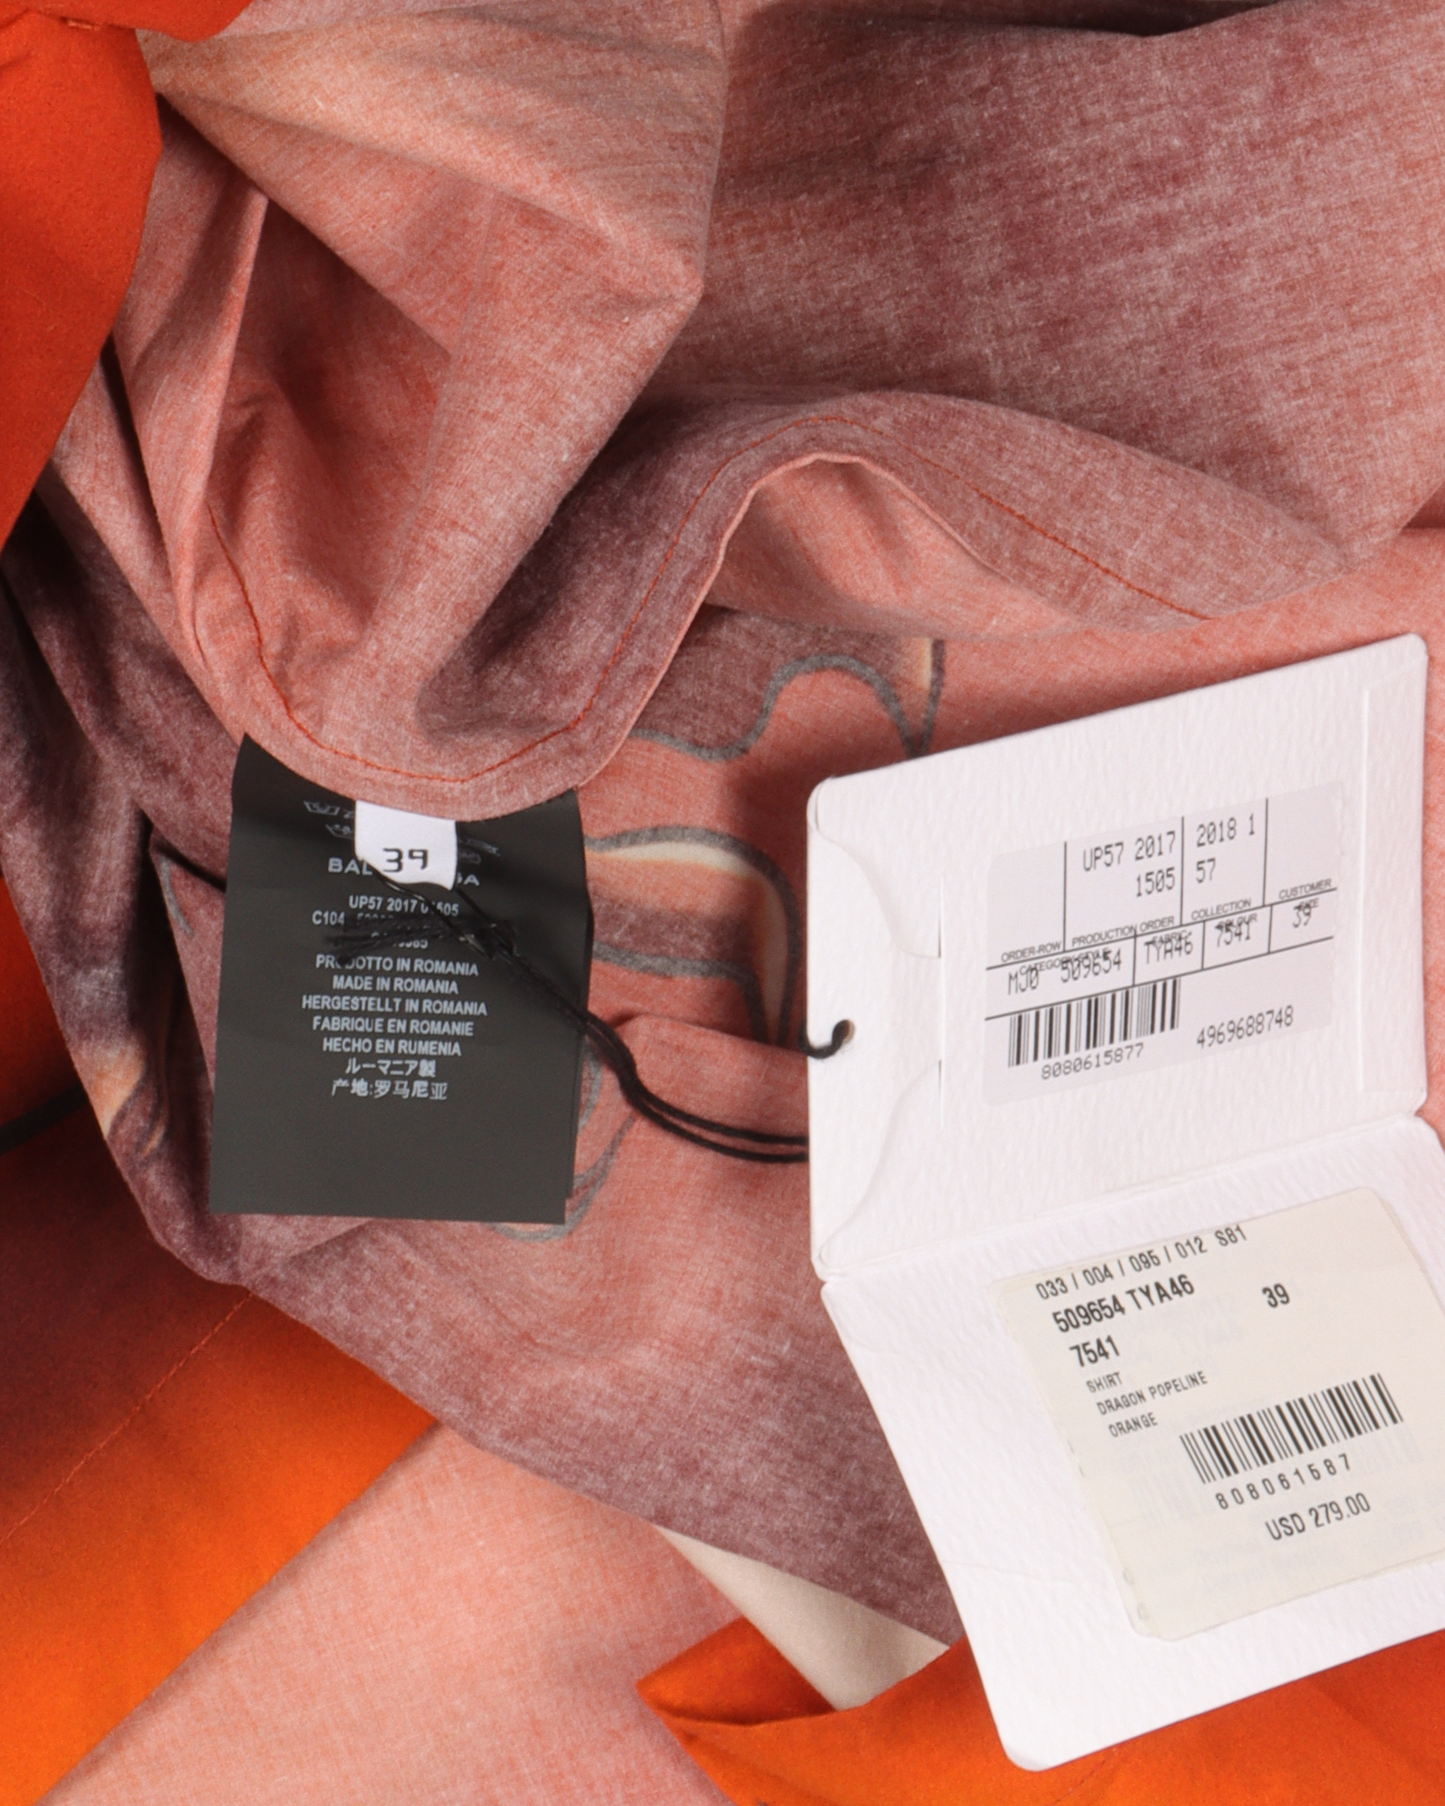 39
UP57 2017
PRODOTTO IN ROMANIA
MADE IN ROMANIA
HERGESTELLT IN ROMANIA
FABRIQUE EN ROMANIE
HECHO EN RUMENIA
ルーマニア製
产地:罗马尼亚
UP57 2017 2018 1
1505 57
ORDER-ROW PRODUCTION ORDER COLLECTION CUSTOMER
M30 509654 TYA46 7541 39
8080615877 4969688748
033 / 004 / 095 / 012 S81
509654 TYA46 39
7541
SHIRT
DRAGON POPELINE
ORANGE
808061587
USD 279.00